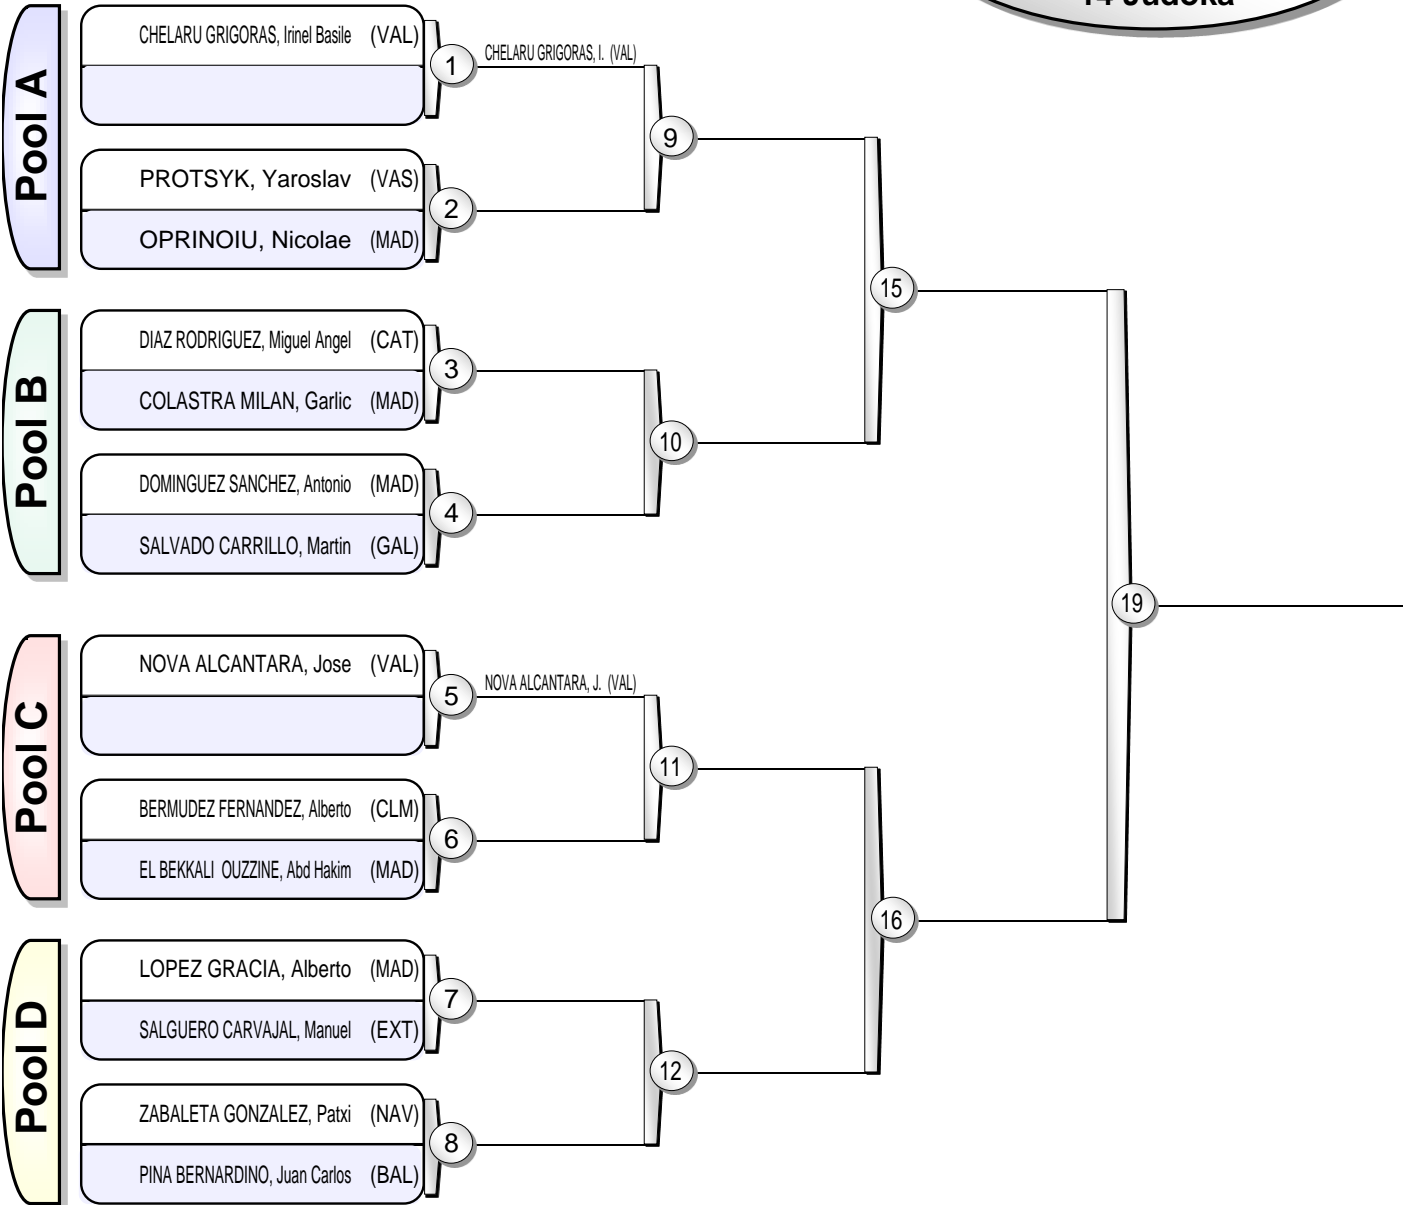 14 Judoka
Pool A
CHELARU GRIGORAS, Irinel Basile (VAL)
1
CHELARU GRIGORAS, I. (VAL)
9
PROTSYK, Yaroslav (VAS)
2
OPRINOIU, Nicolae (MAD)
15
Pool B
DIAZ RODRIGUEZ, Miguel Angel (CAT)
3
COLASTRA MILAN, Garlic (MAD)
10
DOMINGUEZ SANCHEZ, Antonio (MAD)
4
SALVADO CARRILLO, Martin (GAL)
19
Pool C
NOVA ALCANTARA, Jose (VAL)
5
NOVA ALCANTARA, J. (VAL)
11
BERMUDEZ FERNANDEZ, Alberto (CLM)
6
EL BEKKALI OUZZINE, Abd Hakim (MAD)
16
Pool D
LOPEZ GRACIA, Alberto (MAD)
7
SALGUERO CARVAJAL, Manuel (EXT)
12
ZABALETA GONZALEZ, Patxi (NAV)
8
PINA BERNARDINO, Juan Carlos (BAL)